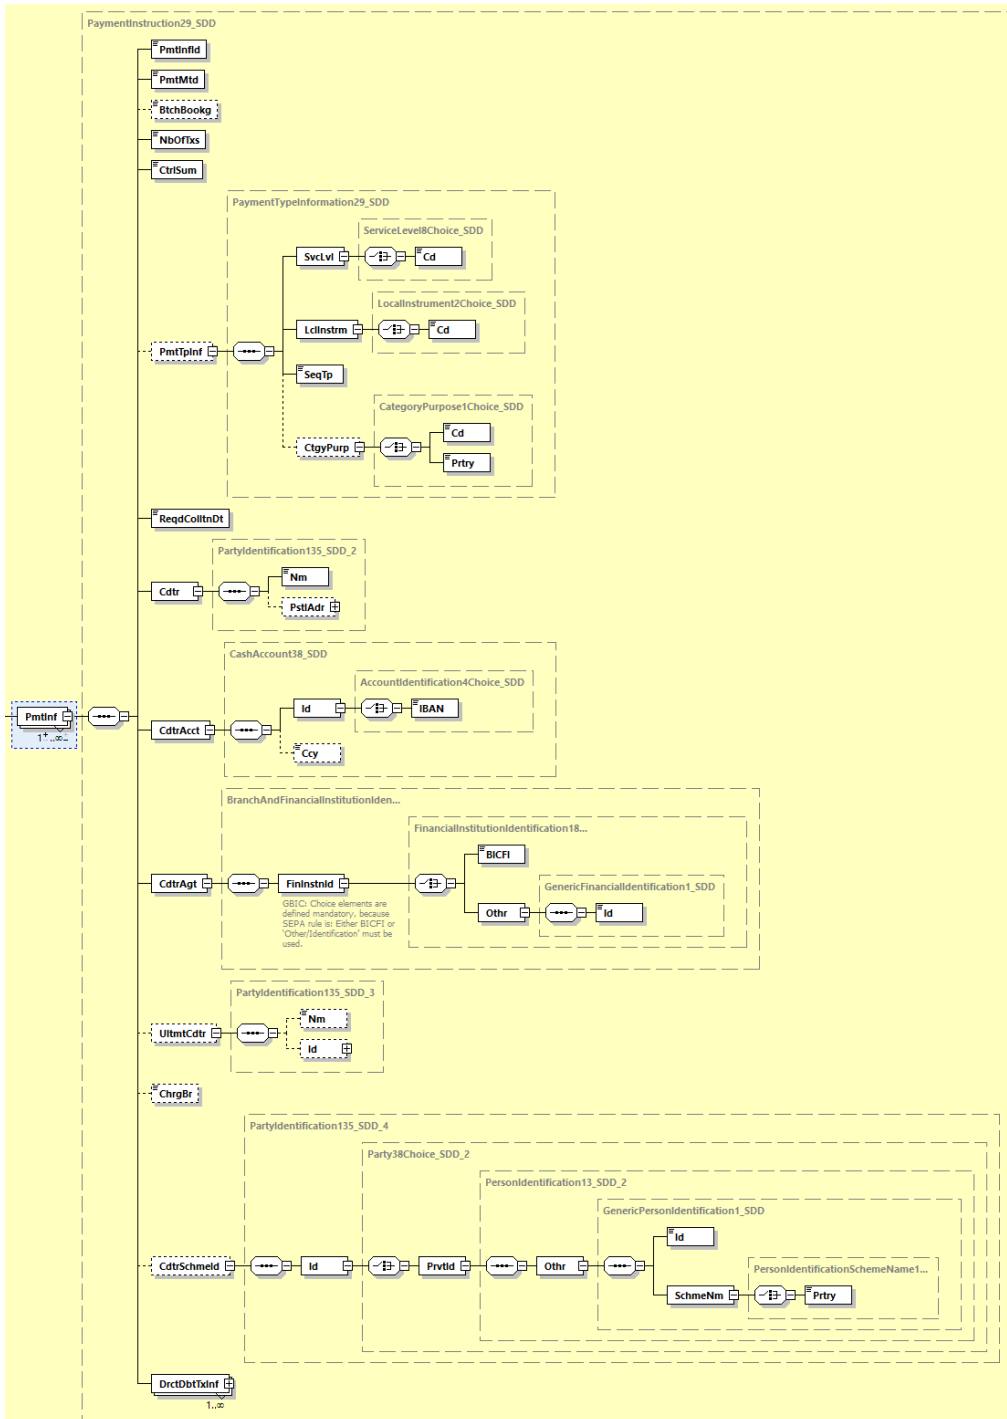 PaymentInstruction29_SDD
PmtInfId
PmtMtd
BtchBookg
NbOfTxs
CtrlSum
PaymentTypeInformation29_SDD
ServiceLevel8Choice_SDD
SvcLvl
Cd
LocalInstrument2Choice_SDD
LclInstrm
Cd
PmtTpInf
SeqTp
CategoryPurpose1Choice_SDD
Cd
CtgyPurp
Prtry
ReqdColltnDt
PartyIdentification135_SDD_2
Nm
Cdtr
PstlAdr
CashAccount38_SDD
AccountIdentification4Choice_SDD
Id
IBAN
PmtInf
1..∞
CdtrAcct
Ccy
BranchAndFinancialInstitutionIden...
FinancialInstitutionIdentification18...
BICFI
CdtrAgt
FinInstnId
GenericFinancialIdentification1_SDD
GBIC: Choice elements are
defined mandatory, because
SEPA rule is: Either BICFI or
'Other/Identification' must be
used.
Othr
Id
PartyIdentification135_SDD_3
Nm
UltmtCdtr
Id
ChrgBr
PartyIdentification135_SDD_4
Party38Choice_SDD_2
PersonIdentification13_SDD_2
GenericPersonIdentification1_SDD
Id
CdtrSchmeId
Id
PrvtId
Othr
PersonIdentificationSchemeName1...
SchmeNm
Prtry
DrctDbtTxInf
1..∞